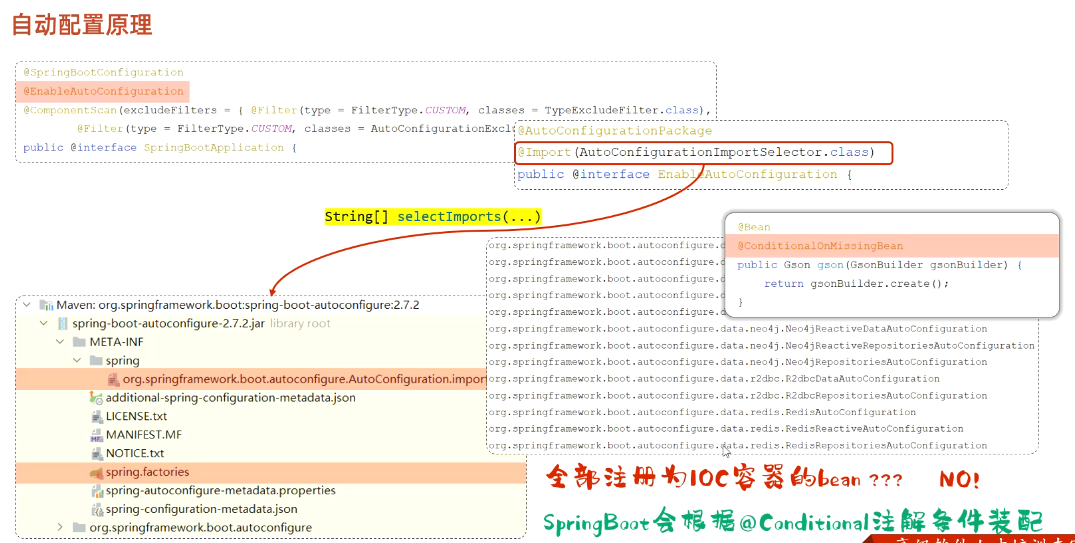 自动配置原理
@SpringBootConfiguration
@EnableAutoConfiguration
@ComponentScan(excludeFilters = { @Filter(type = FilterType.CUSTOM, classes = TypeExcludeFilter.class),
@Filter(type = FilterType.CUSTOM, classes = AutoConfigurationExcl
public @interface SpringBootApplication {
@AutoConfigurationPackage
@Import(AutoConfigurationImportSelector.class)
public @interface EnableAutoConfiguration {
String[] selectImports(...)
@Bean
@ConditionalOnMissingBean
public Gson gson(GsonBuilder gsonBuilder) {
return gsonBuilder.create();
}
org.springframework.boot.autoconfigure.d
org.springframework.boot.autoconfigure.d
org.springframework.boot.autoconfigure.d
org.springframework.boot.autoconfigure.d
org.springframework.boot.autoconfigure.d
org.springframework.boot.autoconfigure.data.neo4j.Neo4jReactiveDataAutoConfiguration
org.springframework.boot.autoconfigure.data.neo4j.Neo4jReactiveRepositoriesAutoConfiguration
org.springframework.boot.autoconfigure.data.neo4j.Neo4jRepositoriesAutoConfiguration
org.springframework.boot.autoconfigure.data.r2dbc.R2dbcDataAutoConfiguration
org.springframework.boot.autoconfigure.data.r2dbc.R2dbcRepositoriesAutoConfiguration
org.springframework.boot.autoconfigure.data.redis.RedisAutoConfiguration
org.springframework.boot.autoconfigure.data.redis.RedisReactiveAutoConfiguration
org.springframework.boot.autoconfigure.data.redis.RedisRepositoriesAutoConfiguration
Maven: org.springframework.boot:spring-boot-autoconfigure:2.7.2
spring-boot-autoconfigure-2.7.2.jar library root
META-INF
spring
org.springframework.boot.autoconfigure.AutoConfiguration.import
additional-spring-configuration-metadata.json
LICENSE.txt
MANIFEST.MF
NOTICE.txt
spring.factories
spring-autoconfigure-metadata.properties
spring-configuration-metadata.json
org.springframework.boot.autoconfigure
全部注册为IOC容器的bean ??? NO!
SpringBoot会根据@Conditional注解条件装配